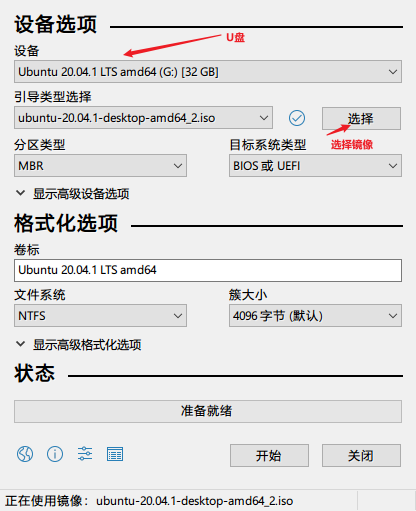 设备选项
U盘
设备
Ubuntu 20.04.1 LTS amd64 (G:) [32 GB]
引导类型选择
ubuntu-20.04.1-desktop-amd64_2.iso
选择
选择镜像
分区类型
目标系统类型
MBR
BIOS 或 UEFI
显示高级设备选项
格式化选项
卷标
Ubuntu 20.04.1 LTS amd64
文件系统
簇大小
NTFS
4096 字节 (默认)
显示高级格式化选项
状态
准备就绪
开始
关闭
正在使用镜像：ubuntu-20.04.1-desktop-amd64_2.iso